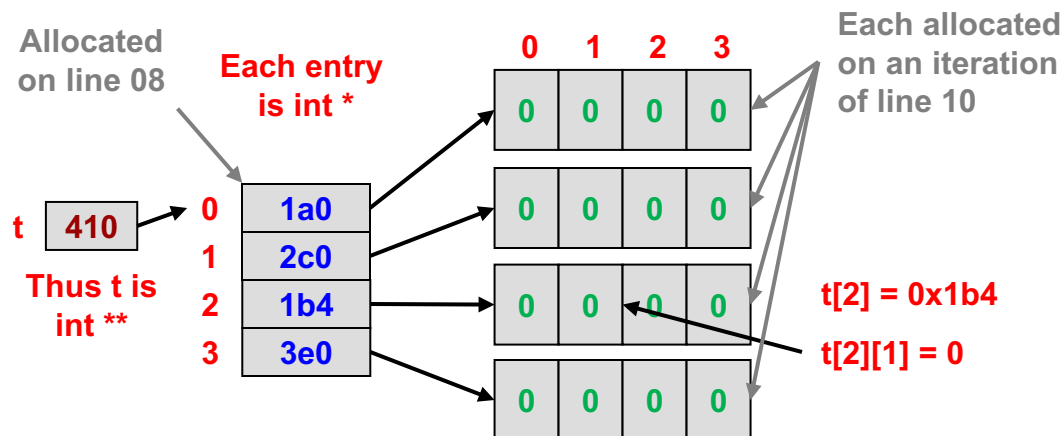 Allocated
on line 08
Each entry
is int *
0 1 2 3
Each allocated
on an iteration
of line 10
0 0 0 0
t 410
0 1a0
0 0 0 0
1 2c0
Thus t is
int **
2 1b4
0 0 0 0
t[2] = 0x1b4
3 3e0
t[2][1] = 0
0 0 0 0